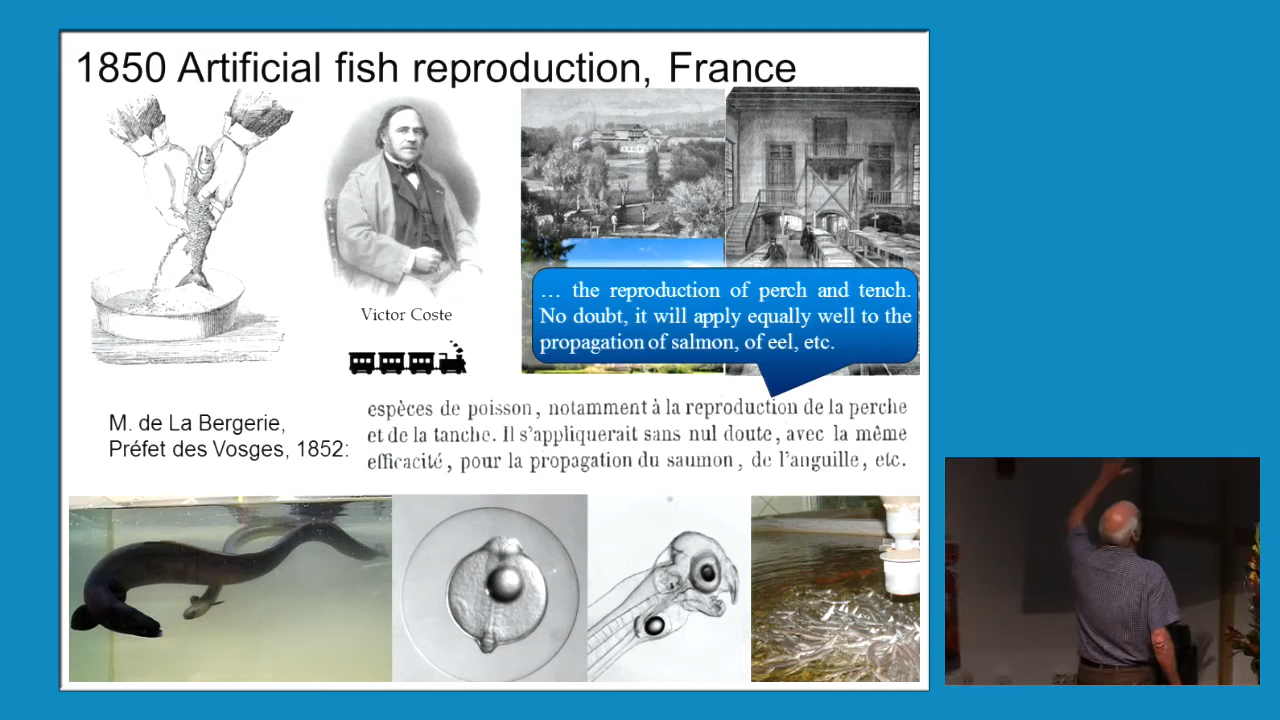 1850 Artificial fish reproduction, France
Victor Coste
… the reproduction of perch and tench.
No doubt, it will apply equally well to the
propagation of salmon, of eel, etc.
M. de La Bergerie,
Préfet des Vosges, 1852:
espèces de poisson, notamment à la reproduction de la perche
et de la tanche. Il s'appliquerait sans nul doute, avec la même
efficacité, pour la propagation du saumon, de l'anguille, etc.